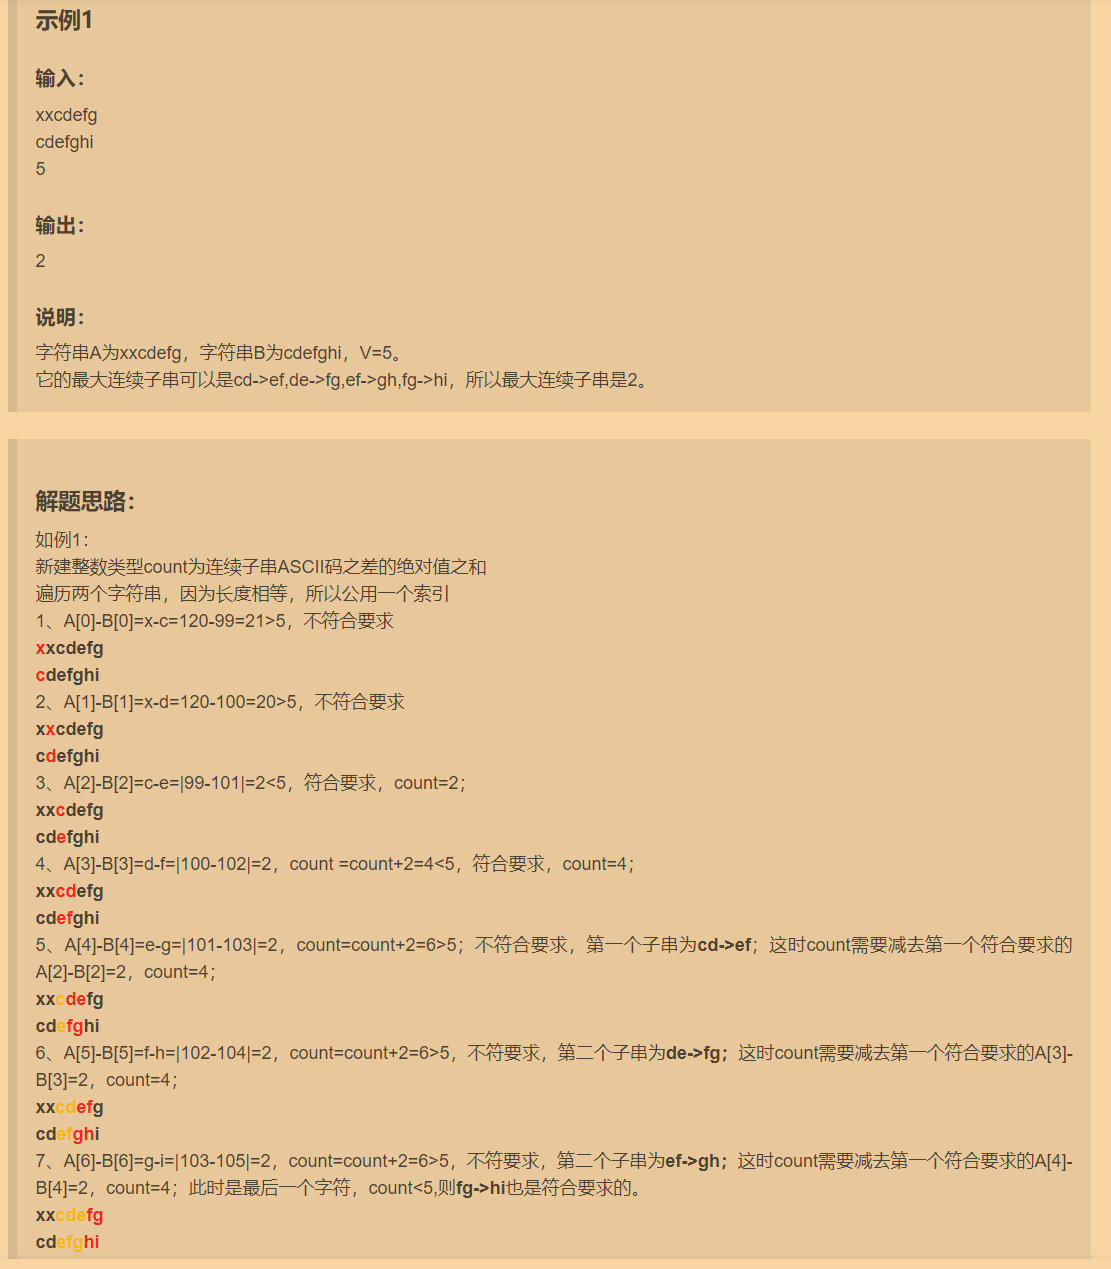 示例1
输入：
xxcdefg
cdefghi
5
输出：
2
说明：
字符串A为xxcdefg，字符串B为cdefghi，V=5。
它的最大连续子串可以是cd->ef,de->fg,ef->gh,fg->hi，所以最大连续子串是2。
解题思路：
如例1：
新建整数类型count为连续子串ASCII码之差的绝对值之和
遍历两个字符串，因为长度相等，所以公用一个索引
1、A[0]-B[0]=x-c=120-99=21>5，不符合要求
xxcdefg
cdefghi
2、A[1]-B[1]=x-d=120-100=20>5，不符合要求
xxcdefg
cdefghi
3、A[2]-B[2]=c-e=|99-101|=2<5，符合要求，count=2；
xxcdefg
cdefghi
4、A[3]-B[3]=d-f=|100-102|=2，count =count+2=4<5，符合要求，count=4；
xxcdefg
cdefghi
5、A[4]-B[4]=e-g=|101-103|=2，count=count+2=6>5；不符合要求，第一个子串为cd->ef；这时count需要减去第一个符合要求的
A[2]-B[2]=2，count=4；
xxcdefg
cdefghi
6、A[5]-B[5]=f-h=|102-104|=2，count=count+2=6>5，不符要求，第二个子串为de->fg；这时count需要减去第一个符合要求的A[3]-
B[3]=2，count=4；
xxcdefg
cdefghi
7、A[6]-B[6]=g-i=|103-105|=2，count=count+2=6>5，不符要求，第二个子串为ef->gh；这时count需要减去第一个符合要求的A[4]-
B[4]=2，count=4；此时是最后一个字符，count<5,则fg->hi也是符合要求的。
xxcdefg
cdefghi